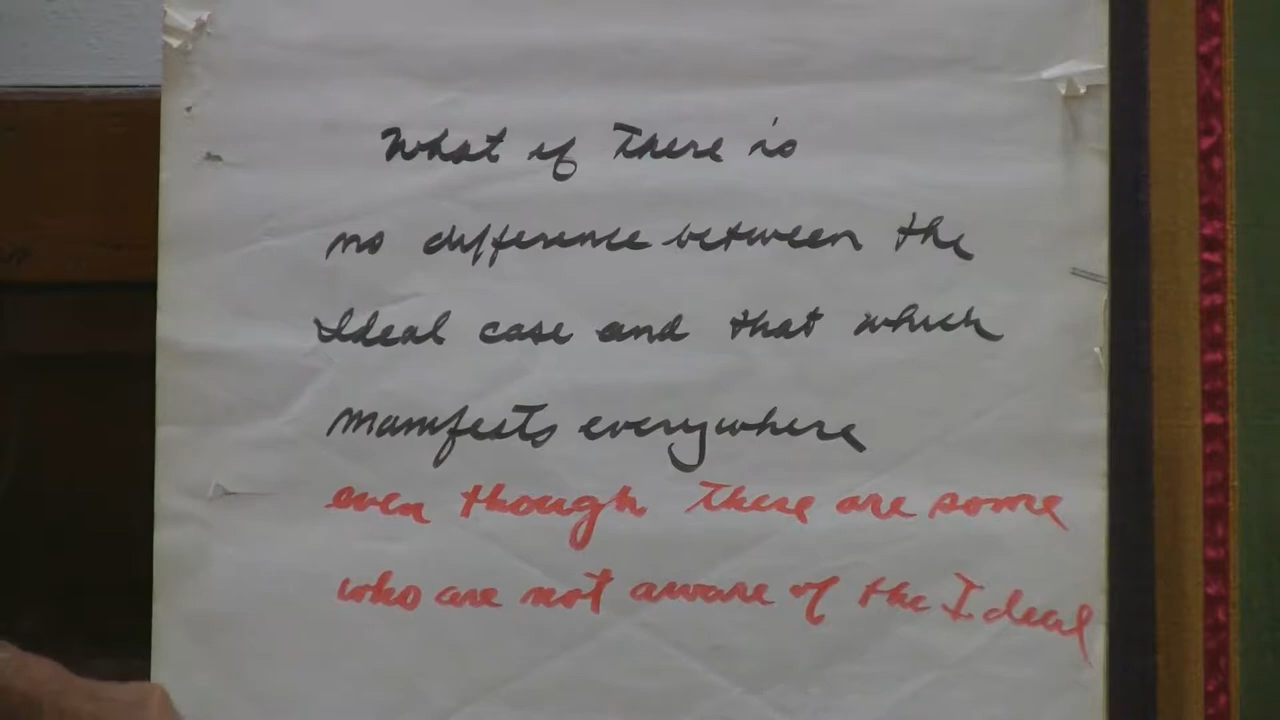 What if There is
no difference between the
Ideal case and that which
manifests everywhere
even though There are some
who are not aware of the Ideal